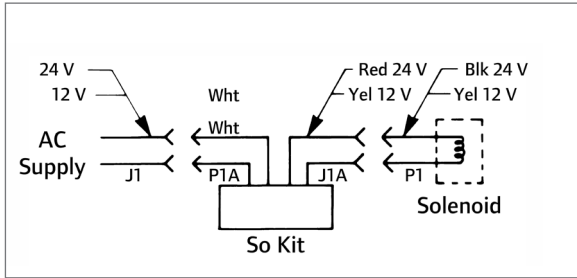 24 V
12 V
Wht
Red 24 V
Yel 12 V
Blk 24 V
Yel 12 V
AC
Supply
Wht
J1
P1A
J1A
P1
Solenoid
So Kit